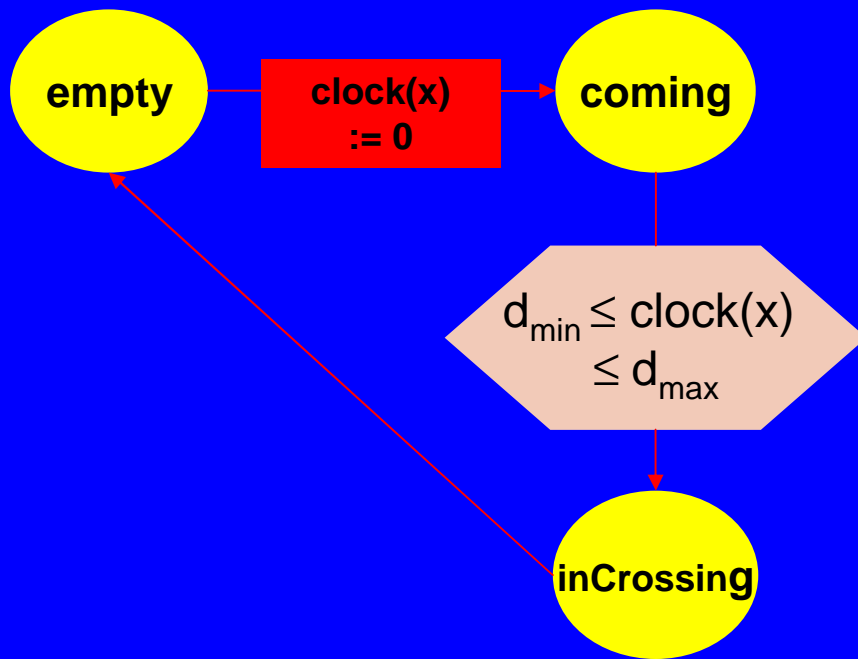 empty
clock(x)
:= 0
coming
dmin ≤ clock(x)
≤ dmax
inCrossing